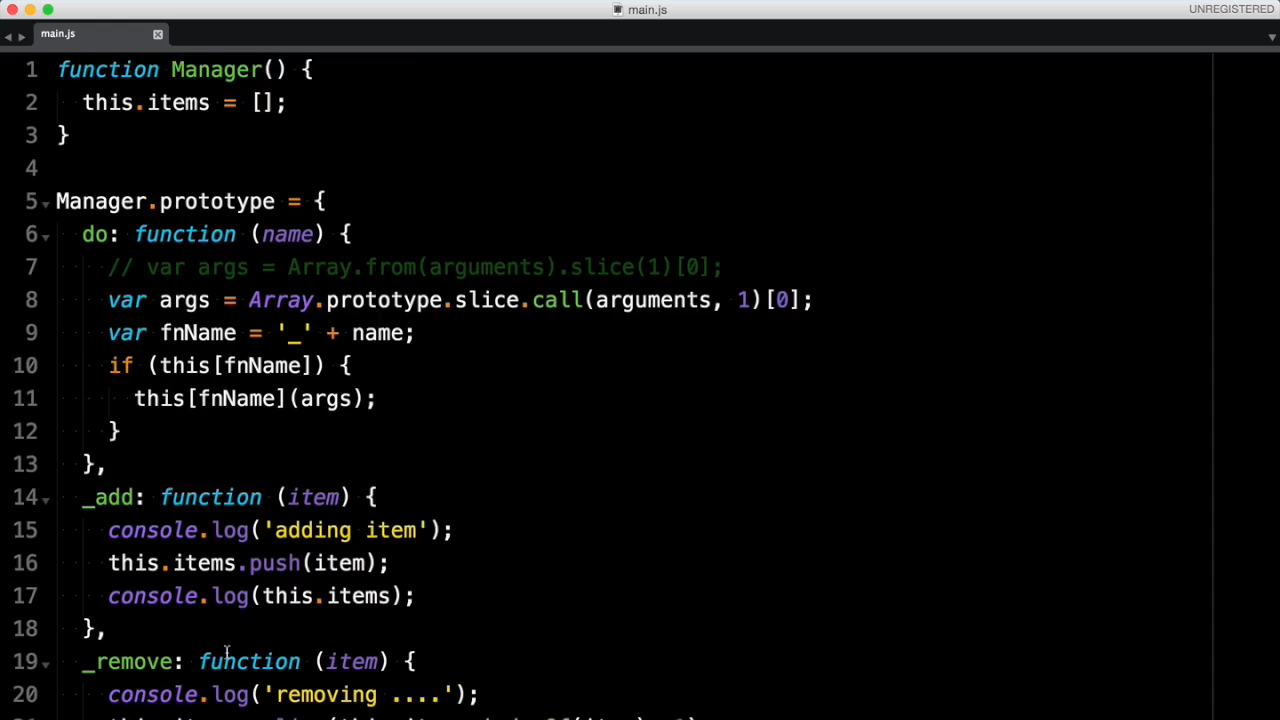 main.js
UNREGISTERED
main.js
1 function Manager() {
2 this.items = [];
3 }
4
5 Manager.prototype = {
6 do: function (name) {
7 // var args = Array.from(arguments).slice(1)[0];
8 var args = Array.prototype.slice.call(arguments, 1)[0];
9 var fnName = '_' + name;
10 if (this[fnName]) {
11 this[fnName](args);
12 }
13 },
14 _add: function (item) {
15 console.log('adding item');
16 this.items.push(item);
17 console.log(this.items);
18 },
19 _remove: function (item) {
20 console.log('removing ....');